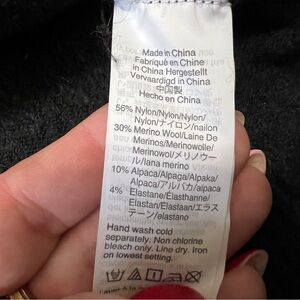 Made in China
Fabriqué en Chine
in China Hergestellt
Vervaardigd in China
中国製
Hecho en China
56% Nylon/Nylon/Nylon/
Nylon/ナイロン/nailon
30% Merino Wool/Laine De
Merinos/Merinowolle/
Merinowol/メリノウー
ル/lana merino
10% Alpaca/Alpaga/Alpaka/
Alpaca/アルパカ/alpaca
4% Elastane/Élasthanne/
Elastan/Elastaan/エラス
テーン/elastano
Hand wash cold
separately. Non chlorine
bleach only. Line dry. Iron
on lowest setting.